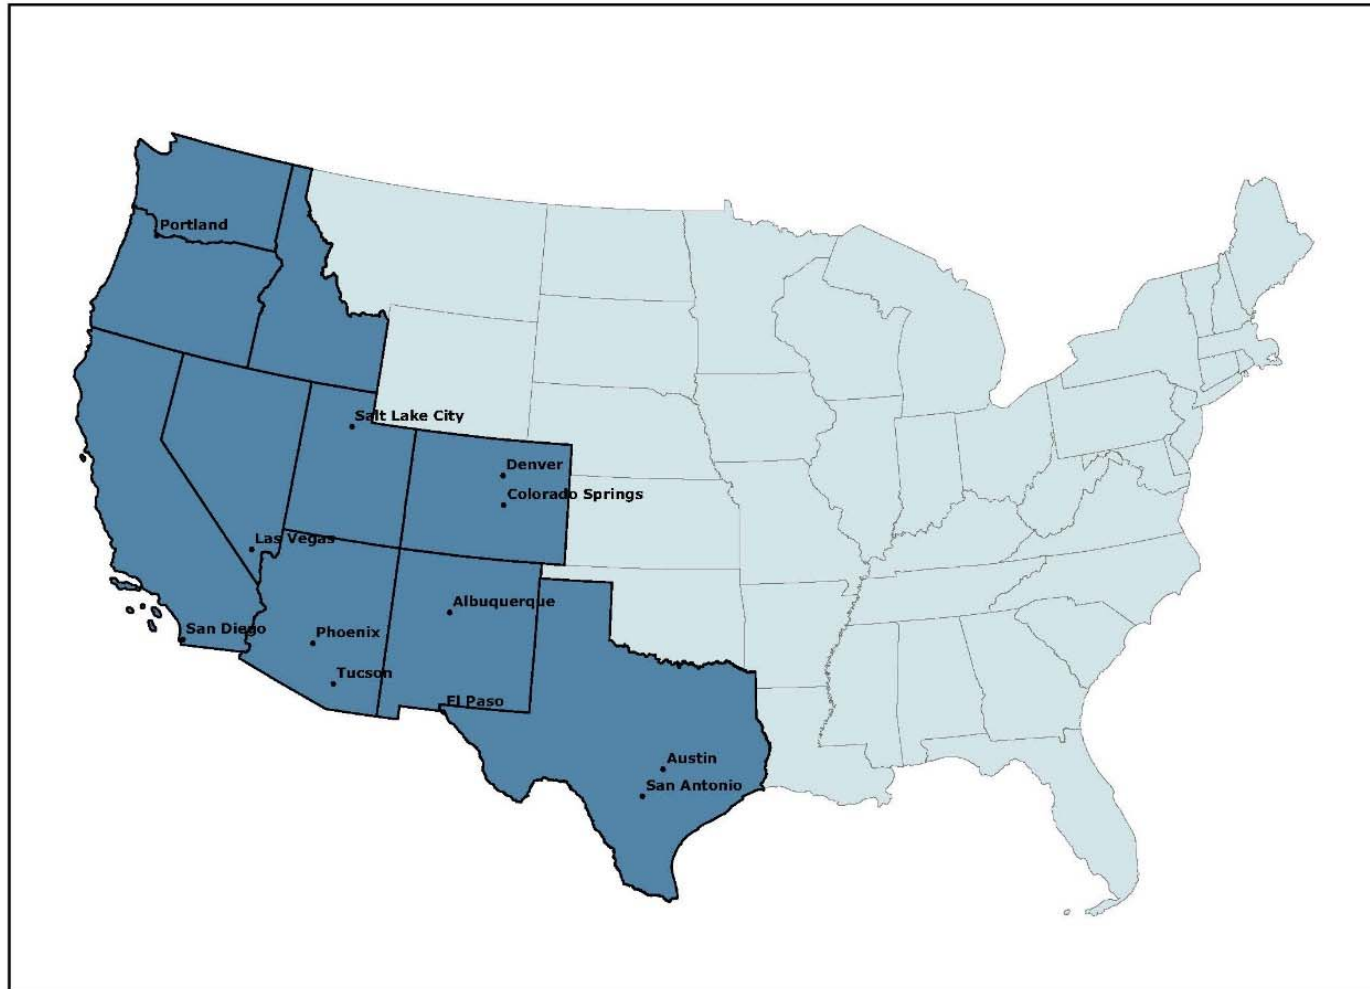 Portland
Salt Lake City
Denver
Colorado Springs
Las Vegas
Albuquerque
San Diego
Phoenix
Tucson
El Paso
Austin
San Antonio